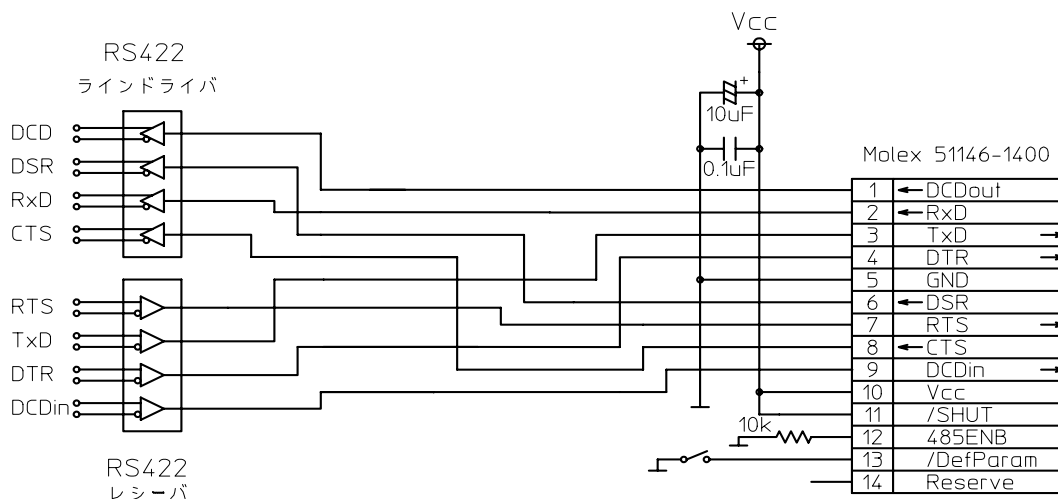 Vcc
RS422
ラインドライバ
+
10uF
0.1uF
DCD
DSR
RxD
CTS
Molex 51146-1400
1 DCDout
2 RxD
3 TxD
4 DTR
5 GND
6 DSR
7 RTS
8 CTS
9 DCDin
10 Vcc
11 /SHUT
12 485ENB
13 /DefParam
14 Reserve
RTS
TxD
DTR
DCDin
10k
RS422
レシーバ